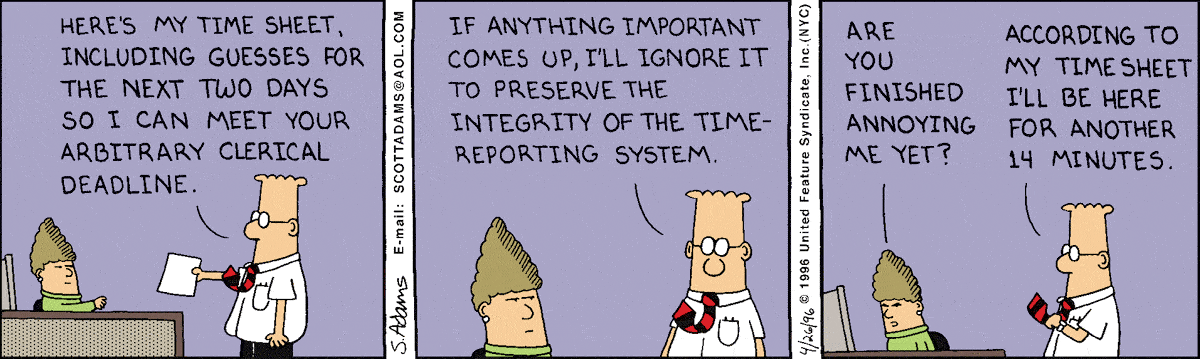 HERE'S MY TIME SHEET,
INCLUDING GUESSES FOR
THE NEXT TWO DAYS
SO I CAN MEET YOUR
ARBITRARY CLERICAL
DEADLINE.
S.Adams E-mail: SCOTTADAMS@AOL.COM
IF ANYTHING IMPORTANT
COMES UP, I'LL IGNORE IT
TO PRESERVE THE
INTEGRITY OF THE TIME-
REPORTING SYSTEM.
4/26/96 © 1996 United Feature Syndicate, Inc.(NYC)
ARE
YOU
FINISHED
ANNOYING
ME YET?
ACCORDING TO
MY TIME SHEET
I'LL BE HERE
FOR ANOTHER
14 MINUTES.